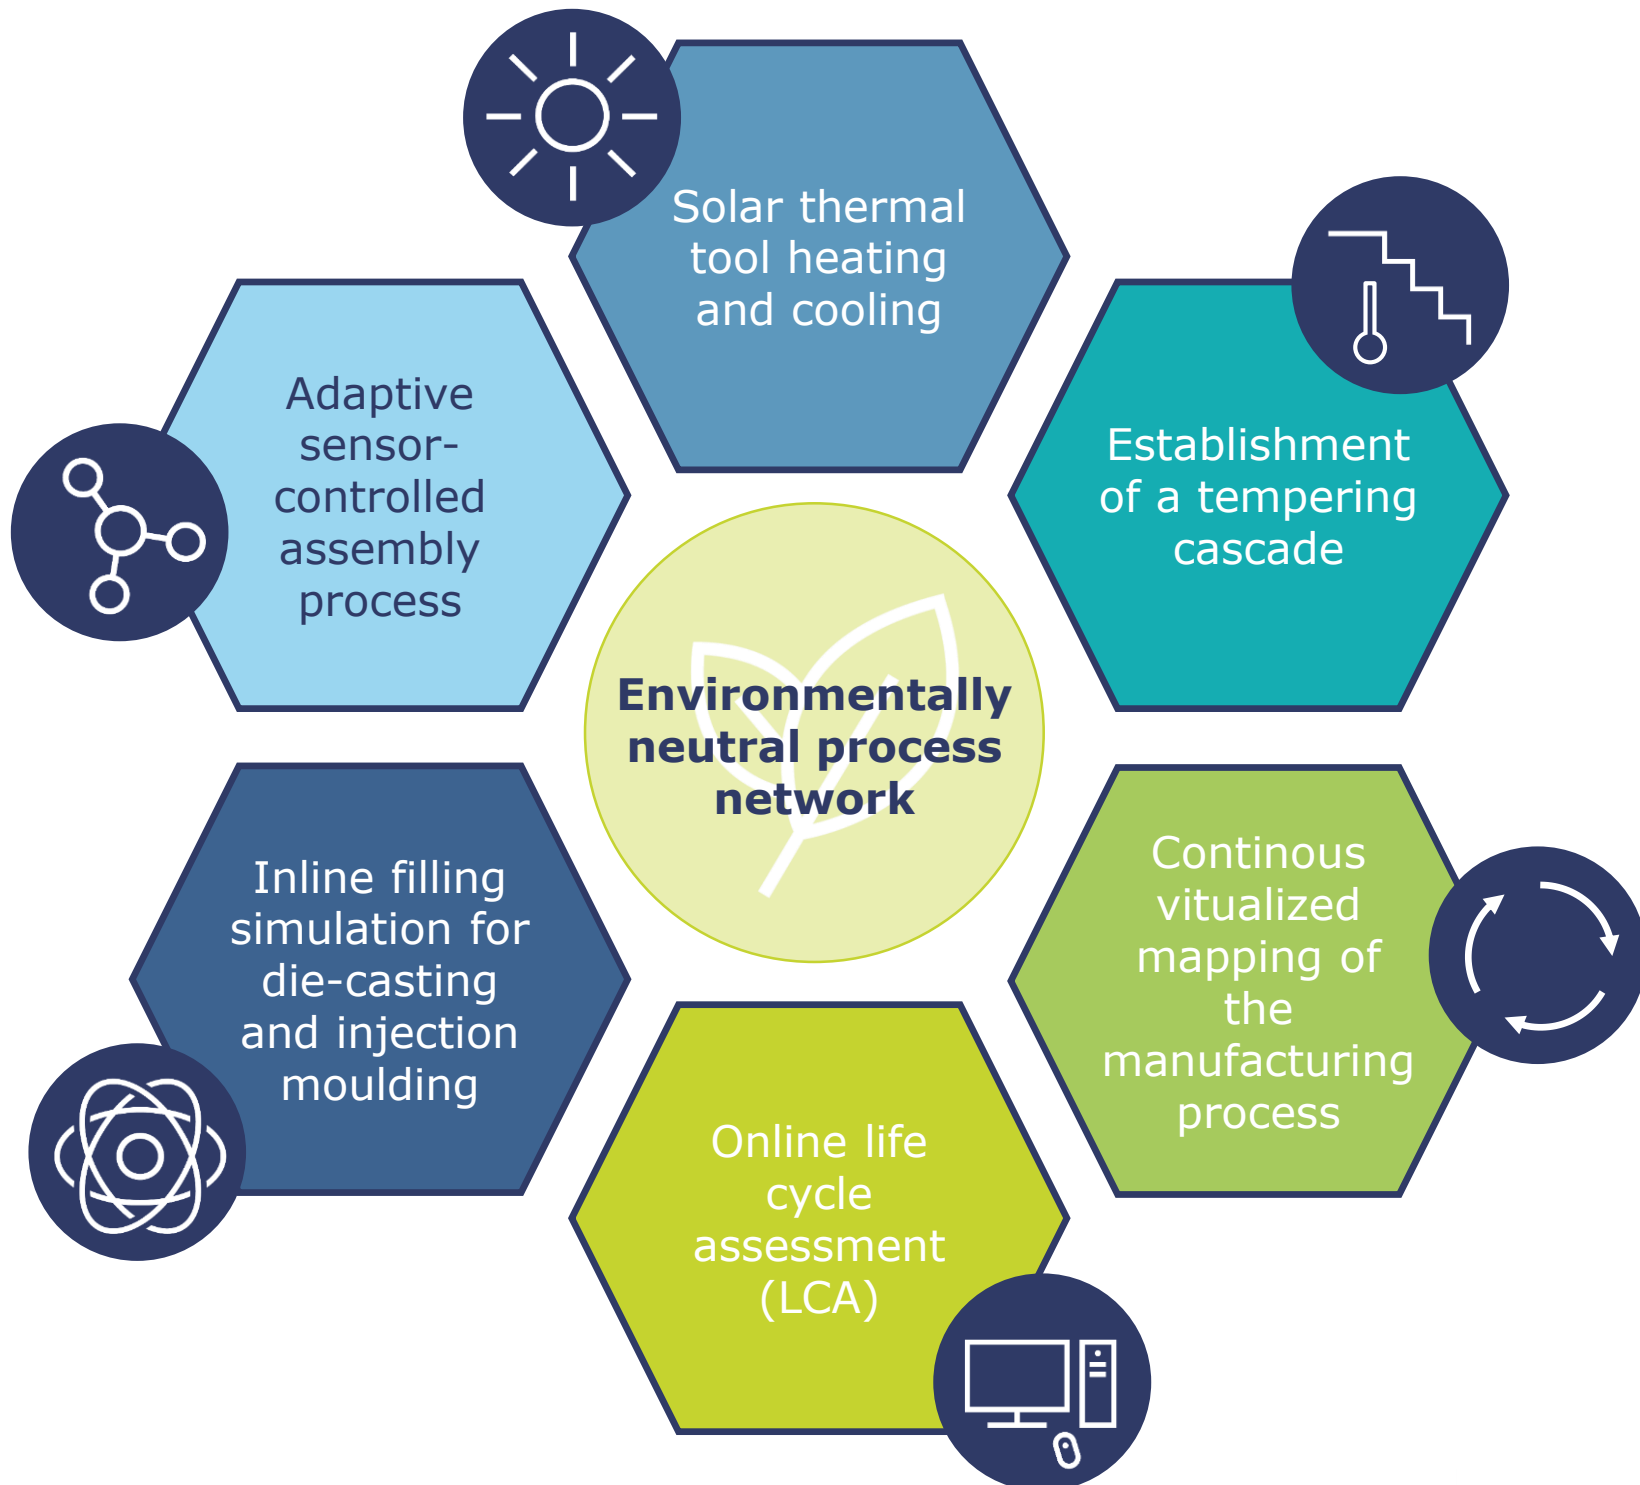 Solar thermal
tool heating
and cooling
Establishment
of a tempering
cascade
Continous
vitualized
mapping of
the
manufacturing
process
Online life
cycle
assessment
(LCA)
Inline filling
simulation for
die-casting
and injection
moulding
Adaptive
sensor-
controlled
assembly
process
Environmentally
neutral process
network